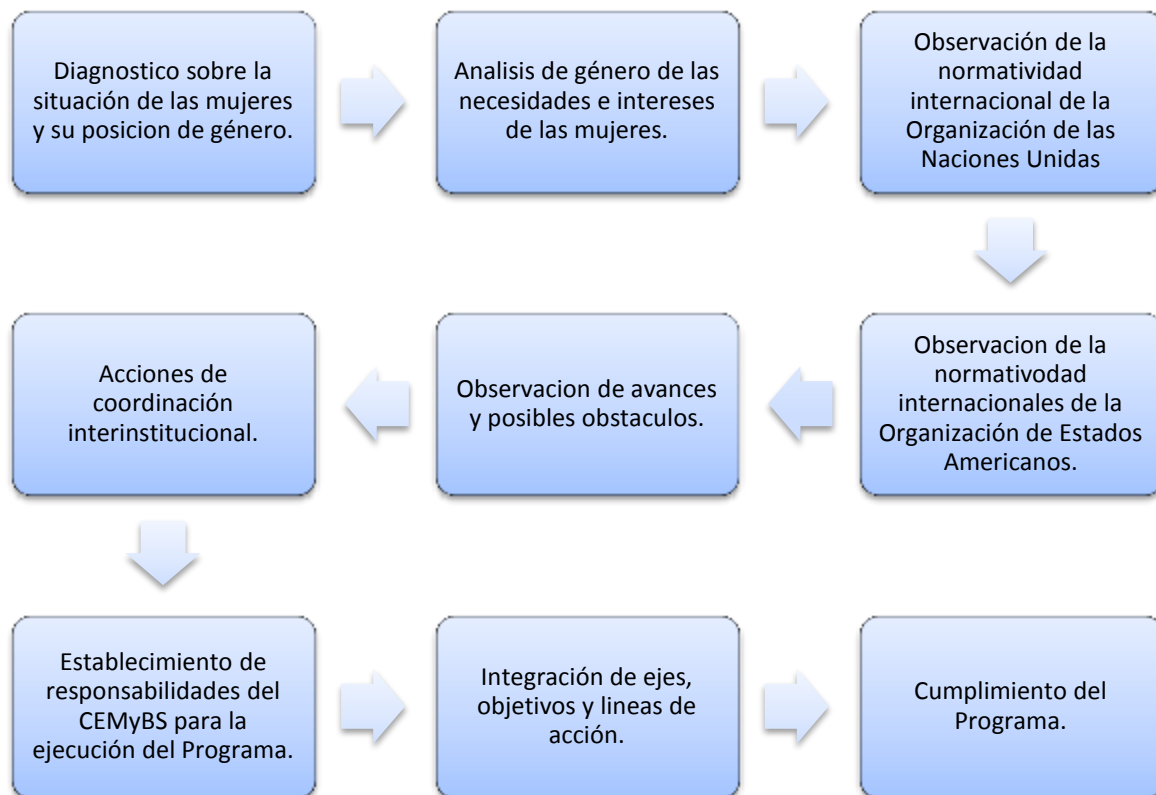 Diagnostico sobre la
situación de las mujeres
y su posicion de género.
Analisis de género de las
necesidades e intereses
de las mujeres.
Observación de la
normatividad
internacional de la
Organización de las
Naciones Unidas
Observacion de la
normativodad
internacionales de la
Organización de Estados
Americanos.
Observacion de avances
y posibles obstaculos.
Acciones de
coordinación
interinstitucional.
Establecimiento de
responsabilidades del
CEMyBS para la
ejecución del Programa.
Integración de ejes,
objetivos y lineas de
acción.
Cumplimiento del
Programa.